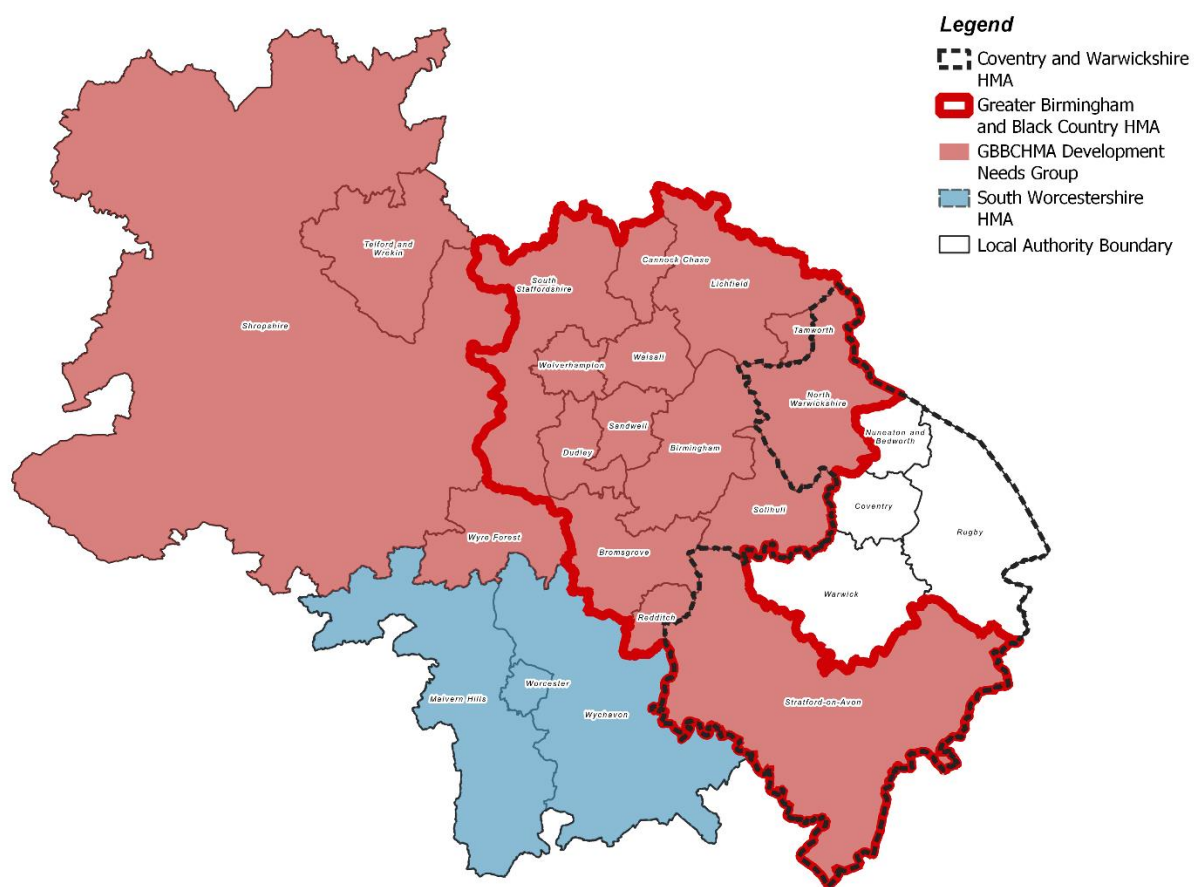 Legend
Coventry and Warwickshire
HMA
Greater Birmingham
and Black Country HMA
GBBCHMA Development
Needs Group
South Worcestershire
HMA
Local Authority Boundary
Telford and
Wrekin
Cannock Chase
South
Staffordshire
Lichfield
Shropshire
Tamworth
Walsall
Wolverhampton
North
Warwickshire
Sandwell
Nuneaton and
Bedworth
Birmingham
Dudley
Solihull
Coventry
Rugby
Wyre Forest
Bromsgrove
Warwick
Redditch
Worcester
Malvern Hills
Stratford-on-Avon
Wychavon